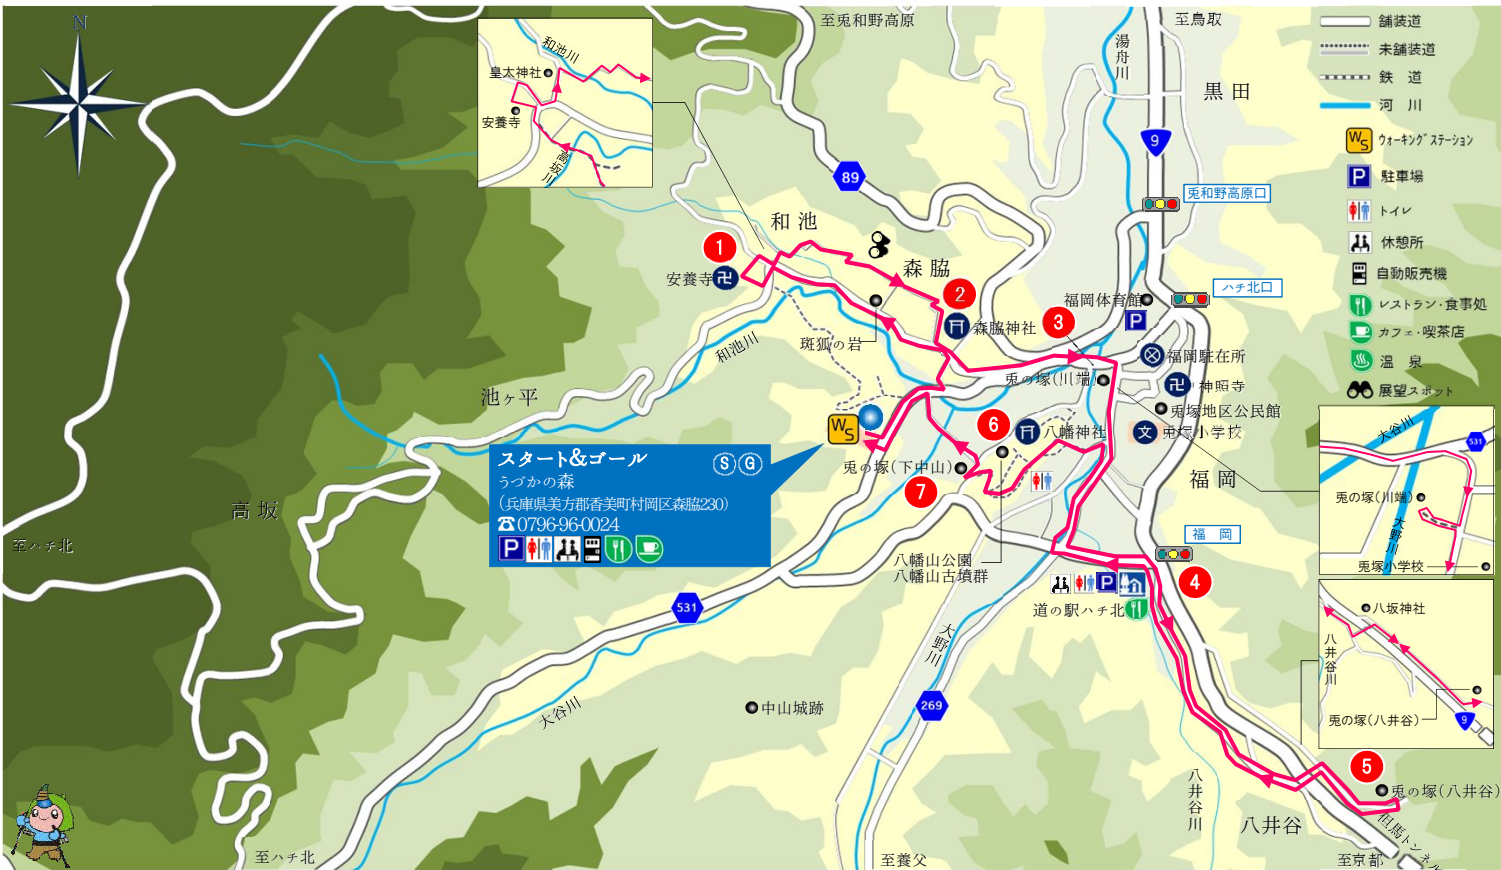 N
至兎和野高原
至鳥取
湯舟川
黒田
9
89
兎和野高原口
和池川
皇太神社
安養寺
高坂川
舗装道
未舗装道
鉄 道
河 川
WS
ウォーキングステーション
P
駐車場
トイレ
休憩所
自動販売機
レストラン・食事処
カフェ・喫茶店
温 泉
展望スポット
和池
1
安養寺
森脇
2
森脇神社
3
福岡体育館
P
ハチ北口
福岡駐在所
斑狐の岩
和池川
兎の塚(川端)
神照寺
兎塚地区公民館
池ヶ平
WS
6
八幡神社
文
兎塚小学校
スタート&ゴール
S G
うづかの森
(兵庫県美方郡香美町村岡区森脇230)
☎0796-96-0024
P
兎の塚(下中山)
7
福岡
高坂
至ハチ北
八幡山公園
八幡山古墳群
福 岡
4
P
道の駅ハチ北
531
大野川
大谷川
中山城跡
269
八井谷川
八井谷
5
兎の塚(八井谷)
但馬トンネル
至ハチ北
至養父
至京都
大谷川
531
兎の塚(川端)
大野川
兎塚小学校
八坂神社
八井谷川
兎の塚(八井谷)
9